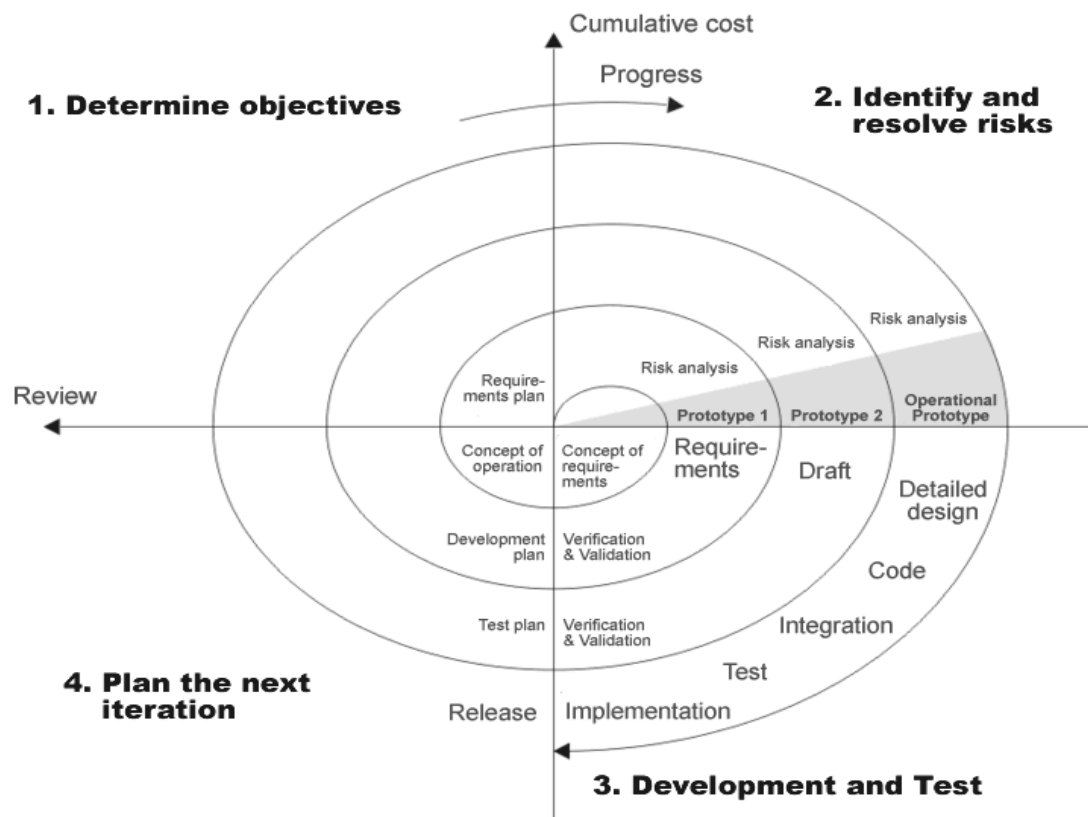 Cumulative cost
Progress
1. Determine objectives
2. Identify and
resolve risks
Risk analysis
Risk analysis
Risk analysis
Require-
ments plan
Review
Prototype 1
Prototype 2
Operational
Prototype
Concept of
operation
Concept of
require-
ments
Require-
ments
Draft
Detailed
design
Development
plan
Verification
& Validation
Code
Test plan
Verification
& Validation
Integration
Test
4. Plan the next
iteration
Release
Implementation
3. Development and Test